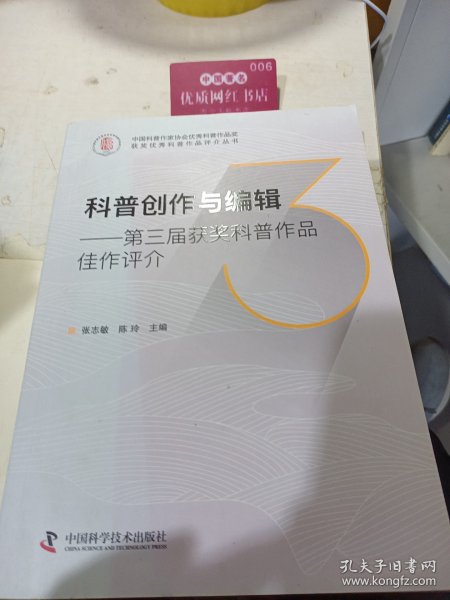 006
中国著名
优质网红书店
中国科普作家协会优秀科普作品奖
获奖优秀科普作品评介丛书
3
科普创作与编辑
——第三届获奖科普作品
佳作评介
张志敏 陈玲 主编
中国科学技术出版社
CHINA SCIENCE AND TECHNOLOGY PRESS
孔夫子旧书网
www.kongfz.com